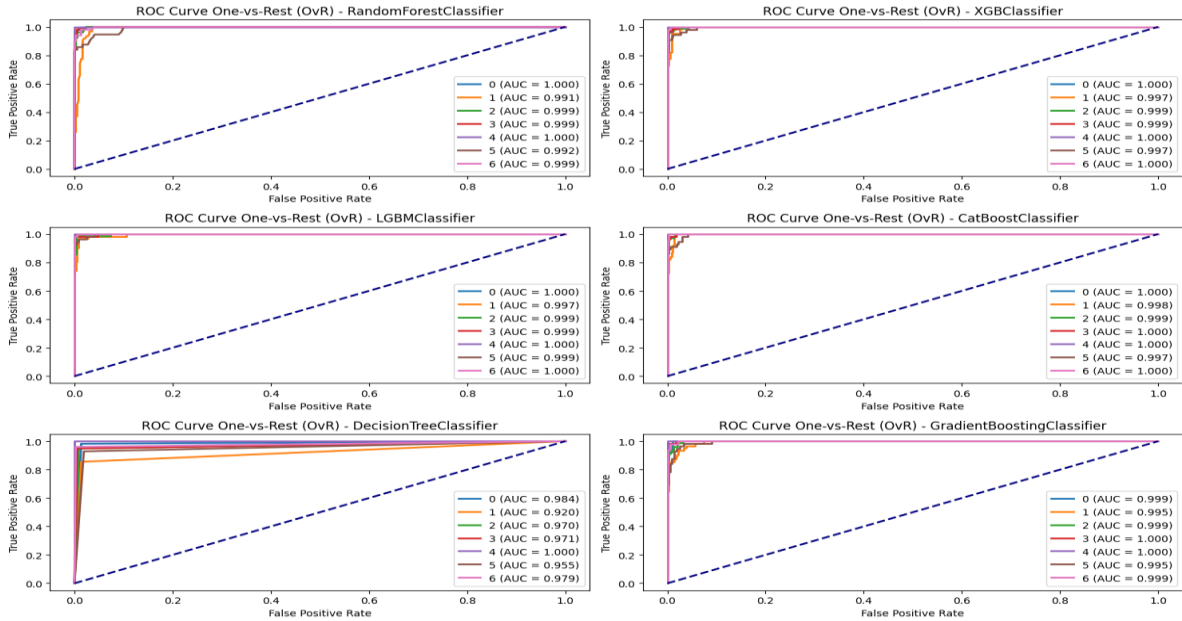 ROC Curve One-vs-Rest (OvR) - RandomForestClassifier
True Positive Rate
1.0
0.8
0.6
0.4
0.2
0.0
0 (AUC = 1.000)
1 (AUC = 0.991)
2 (AUC = 0.999)
3 (AUC = 0.999)
4 (AUC = 1.000)
5 (AUC = 0.992)
6 (AUC = 0.999)
0.0 0.2 0.4 0.6 0.8 1.0
False Positive Rate
ROC Curve One-vs-Rest (OvR) - XGBClassifier
True Positive Rate
1.0
0.8
0.6
0.4
0.2
0.0
0 (AUC = 1.000)
1 (AUC = 0.997)
2 (AUC = 0.999)
3 (AUC = 0.999)
4 (AUC = 1.000)
5 (AUC = 0.997)
6 (AUC = 1.000)
0.0 0.2 0.4 0.6 0.8 1.0
False Positive Rate
ROC Curve One-vs-Rest (OvR) - LGBMClassifier
True Positive Rate
1.0
0.8
0.6
0.4
0.2
0.0
0 (AUC = 1.000)
1 (AUC = 0.997)
2 (AUC = 0.999)
3 (AUC = 0.999)
4 (AUC = 1.000)
5 (AUC = 0.999)
6 (AUC = 1.000)
0.0 0.2 0.4 0.6 0.8 1.0
False Positive Rate
ROC Curve One-vs-Rest (OvR) - CatBoostClassifier
True Positive Rate
1.0
0.8
0.6
0.4
0.2
0.0
0 (AUC = 1.000)
1 (AUC = 0.998)
2 (AUC = 0.999)
3 (AUC = 1.000)
4 (AUC = 1.000)
5 (AUC = 0.997)
6 (AUC = 1.000)
0.0 0.2 0.4 0.6 0.8 1.0
False Positive Rate
ROC Curve One-vs-Rest (OvR) - DecisionTreeClassifier
True Positive Rate
1.0
0.8
0.6
0.4
0.2
0.0
0 (AUC = 0.984)
1 (AUC = 0.920)
2 (AUC = 0.970)
3 (AUC = 0.971)
4 (AUC = 1.000)
5 (AUC = 0.955)
6 (AUC = 0.979)
0.0 0.2 0.4 0.6 0.8 1.0
False Positive Rate
ROC Curve One-vs-Rest (OvR) - GradientBoostingClassifier
True Positive Rate
1.0
0.8
0.6
0.4
0.2
0.0
0 (AUC = 0.999)
1 (AUC = 0.995)
2 (AUC = 0.999)
3 (AUC = 1.000)
4 (AUC = 1.000)
5 (AUC = 0.995)
6 (AUC = 0.999)
0.0 0.2 0.4 0.6 0.8 1.0
False Positive Rate